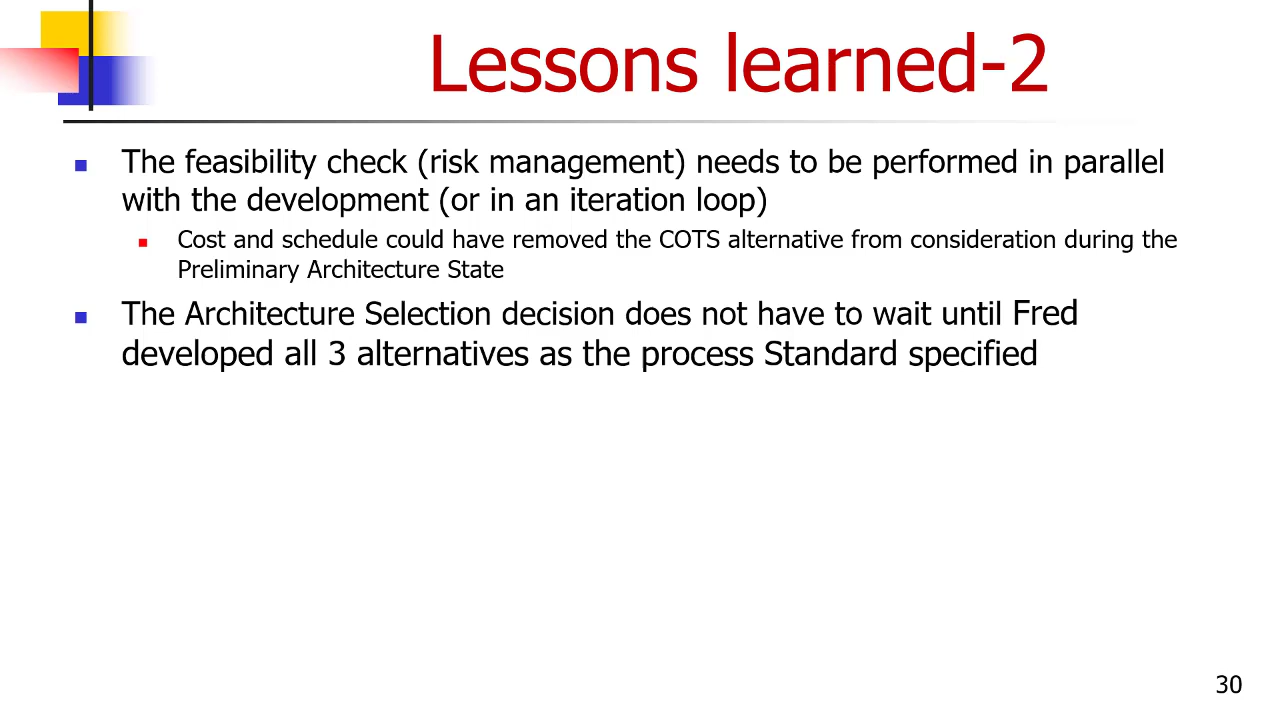 Lessons learned-2
The feasibility check (risk management) needs to be performed in parallel
with the development (or in an iteration loop)
Cost and schedule could have removed the COTS alternative from consideration during the
Preliminary Architecture State
The Architecture Selection decision does not have to wait until Fred
developed all 3 alternatives as the process Standard specified
30